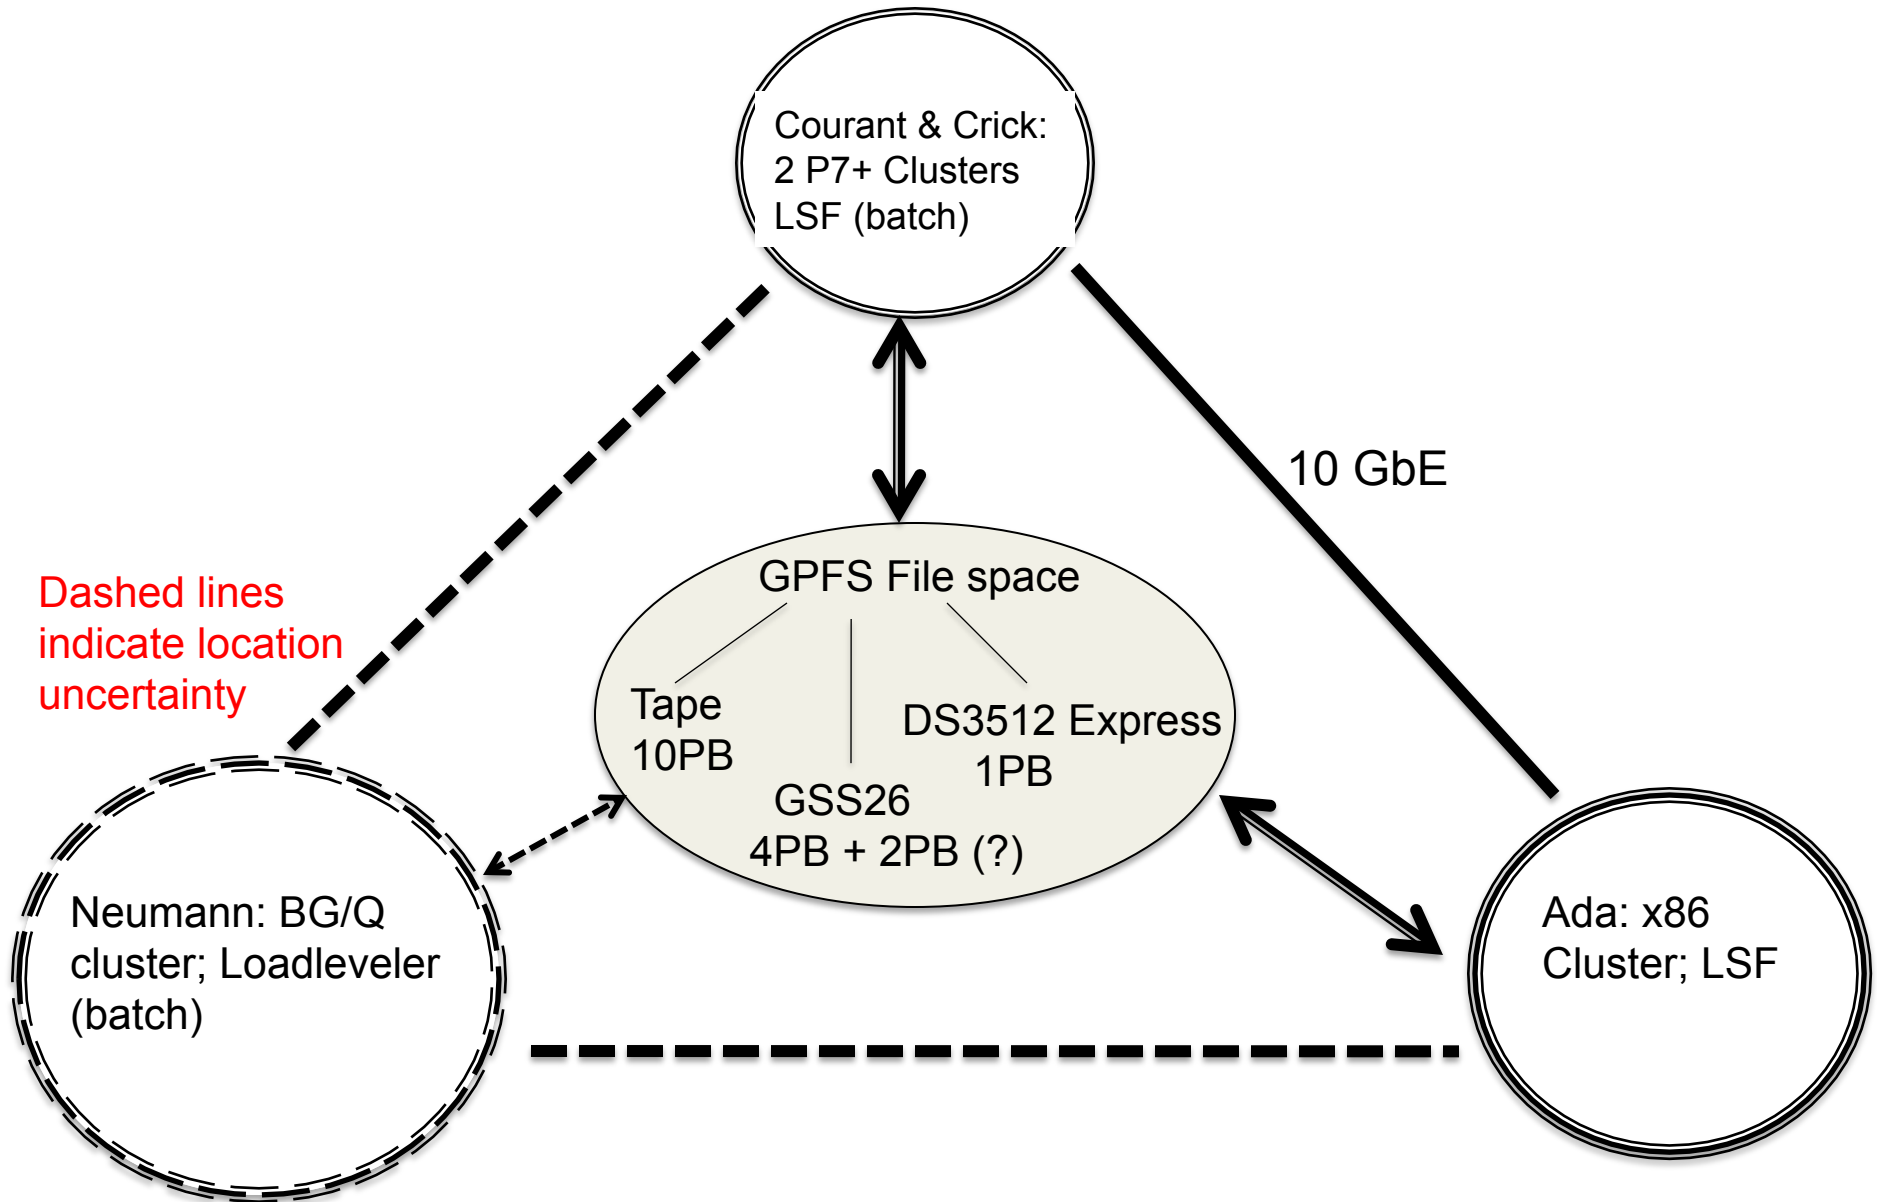 Courant & Crick:
2 P7+ Clusters
LSF (batch)
10 GbE
Dashed lines
indicate location
uncertainty
GPFS File space
Tape
10PB
DS3512 Express
1PB
GSS26
4PB + 2PB (?)
Neumann: BG/Q
cluster; Loadleveler
(batch)
Ada: x86
Cluster; LSF